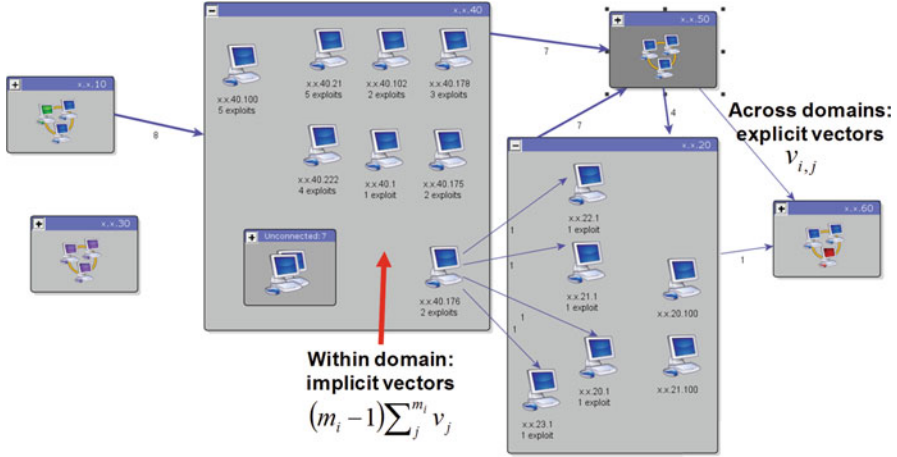 x.x.10
8
x.x.30
x.x.40
x.x.40.100
5 exploits
x.x.40.21
5 exploits
x.x.40.102
2 exploits
x.x.40.178
3 exploits
x.x.40.222
4 exploits
x.x.40.1
1 exploit
x.x.40.175
2 exploits
Unconnected: 7
x.x.40.176
2 exploits
7
x.x.50
7
4
Across domains:
explicit vectors
v_{i,j}
x.x.20
x.x.22.1
1 exploit
1
x.x.21.1
1 exploit
1
x.x.20.100
1
1
x.x.20.1
1 exploit
x.x.21.100
x.x.23.1
1 exploit
x.x.60
1
Within domain:
implicit vectors
(m_i − 1)∑_j^{m_i} v_j